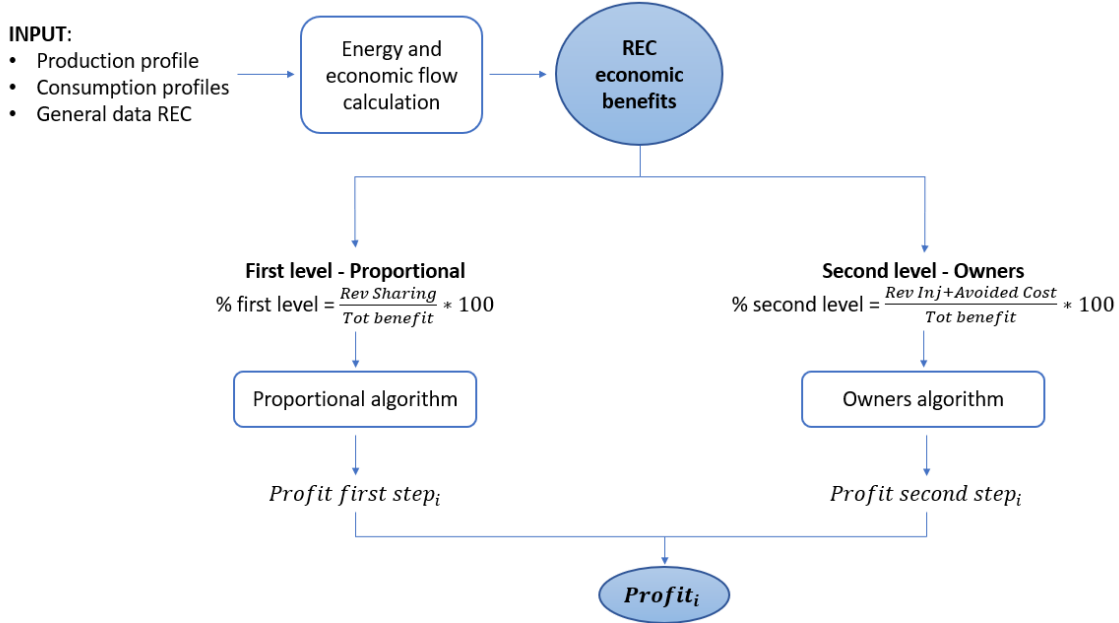 INPUT:
• Production profile
• Consumption profiles
• General data REC
Energy and
economic flow
calculation
REC
economic
benefits
First level - Proportional
% first level = \frac{Rev Sharing}{Tot benefit} * 100
Proportional algorithm
Profit first step_i
Second level - Owners
% second level = \frac{Rev Inj+Avoided Cost}{Tot benefit} * 100
Owners algorithm
Profit second step_i
Profit_i